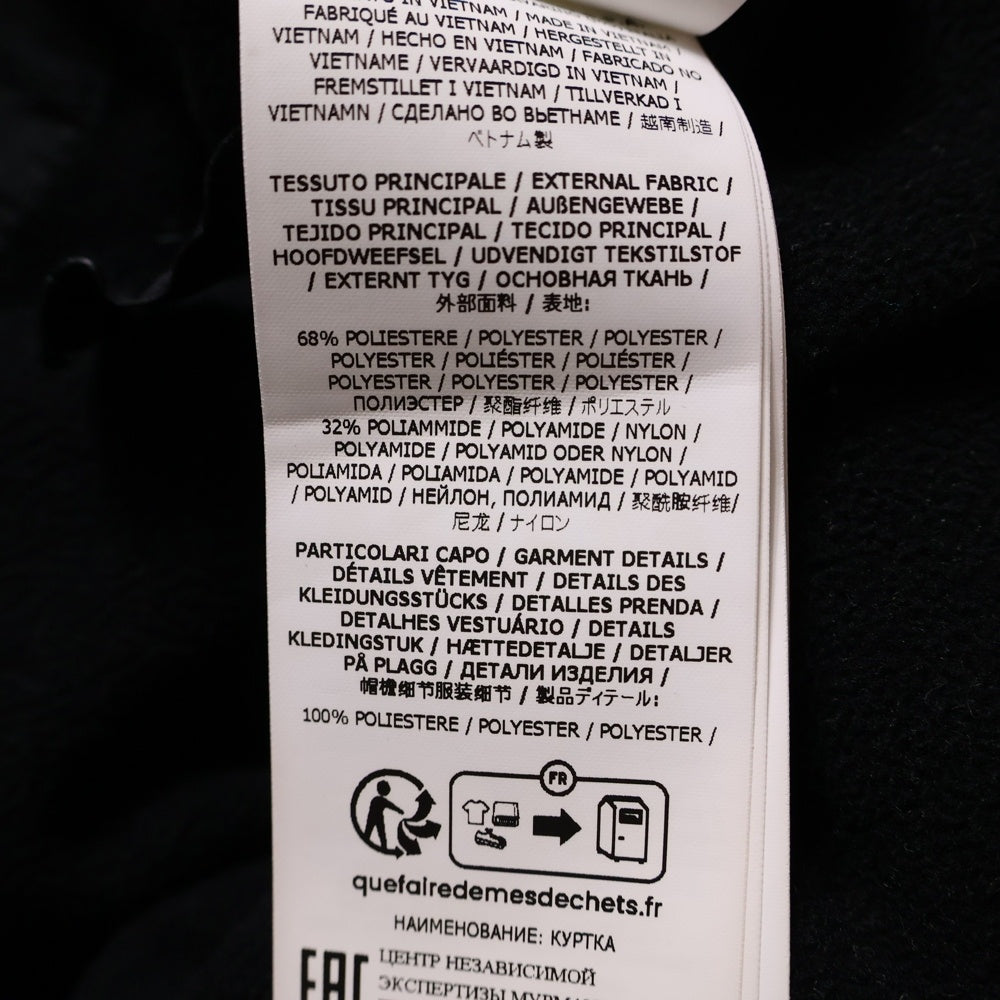 IN VIETNAM / MADE IN VIETNAM /
FABRIQUÉ AU VIETNAM / HERGESTELLT IN
VIETNAM / HECHO EN VIETNAM / FABRICADO NO
VIETNAME / VERVAARDIGD IN VIETNAM /
FREMSTILLET I VIETNAM / TILLVERKAD I
VIETNAMN / СДЕЛАНО ВО ВЬЕТНАМЕ / 越南制造 /
ベトナム製
TESSUTO PRINCIPALE / EXTERNAL FABRIC /
TISSU PRINCIPAL / AUßENGEWEBE /
TEJIDO PRINCIPAL / TECIDO PRINCIPAL /
HOOFDWEEFSEL / UDVENDIGT TEKSTILSTOF
/ EXTERNT TYG / ОСНОВНАЯ ТКАНЬ /
外部面料 / 表地:
68% POLIESTERE / POLYESTER / POLYESTER /
POLYESTER / POLIÉSTER / POLIÉSTER /
POLYESTER / POLYESTER / POLYESTER /
ПОЛИЭСТЕР / 聚酯纤维 / ポリエステル
32% POLIAMMIDE / POLYAMIDE / NYLON /
POLYAMIDE / POLYAMID ODER NYLON /
POLIAMIDA / POLIAMIDA / POLYAMIDE / POLYAMID
/ POLYAMID / НЕЙЛОН, ПОЛИАМИД / 聚酰胺纤维/
尼龙 / ナイロン
PARTICOLARI CAPO / GARMENT DETAILS /
DÉTAILS VÊTEMENT / DETAILS DES
KLEIDUNGSSTÜCKS / DETALLES PRENDA /
DETALHES VESTUÁRIO / DETAILS
KLEDINGSTUK / HÆTTEDETALJE / DETALJER
PÅ PLAGG / ДЕТАЛИ ИЗДЕЛИЯ /
帽檐细节服装细节 / 製品ディテール:
100% POLIESTERE / POLYESTER / POLYESTER /
FR
quefairedemesdechets.fr
НАИМЕНОВАНИЕ: КУРТКА
EAC ЦЕНТР НЕЗАВИСИМОЙ
ЭКСПЕРТИЗЫ